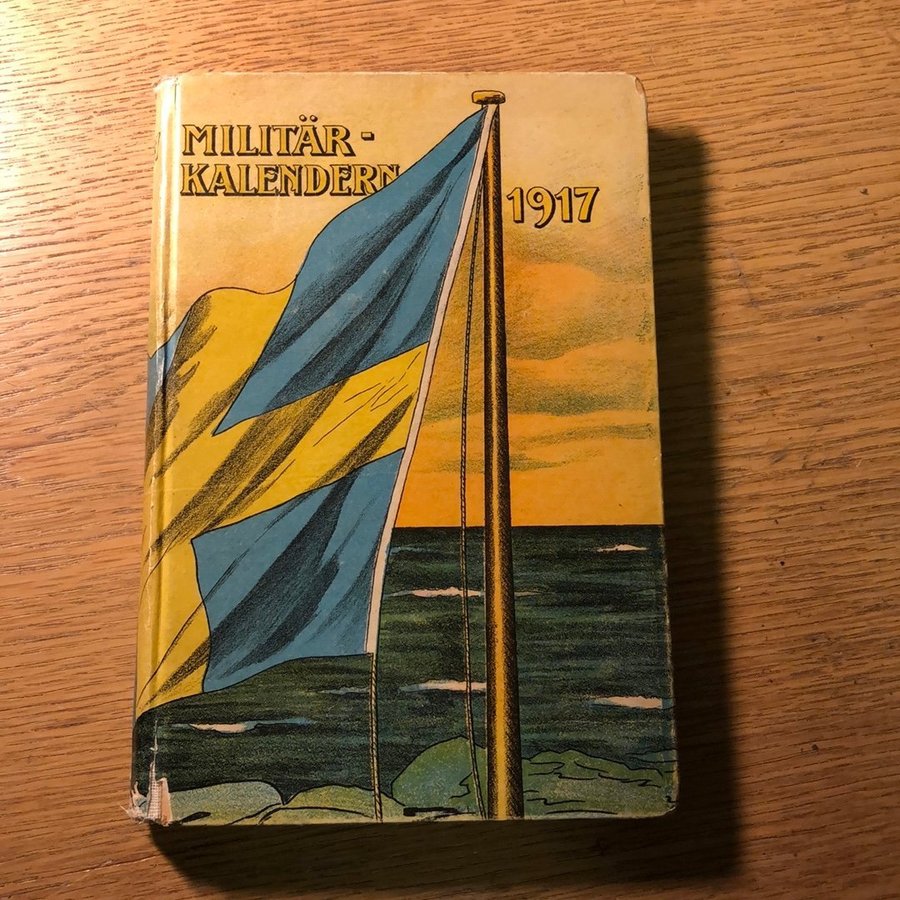 MILITÄR-
KALENDERN
1917